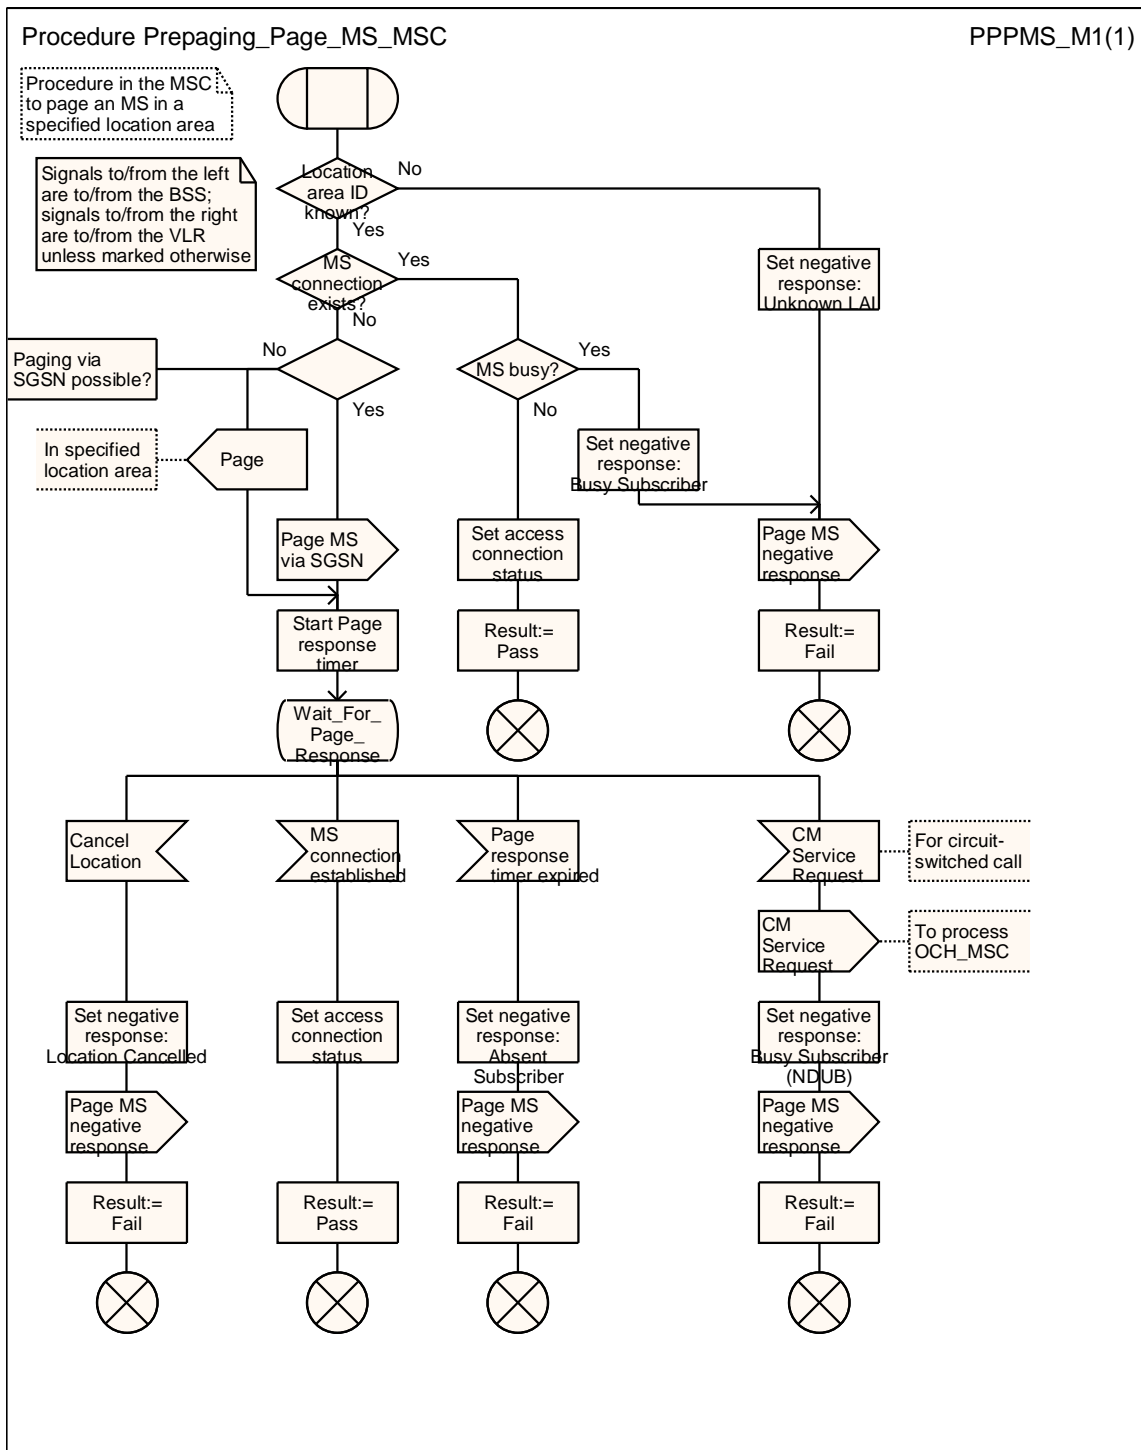 Procedure Prepaging_Page_MS_MSC
PPPMS_M1(1)
Procedure in the MSC
to page an MS in a
specified location area
Signals to/from the left
are to/from the BSS;
signals to/from the right
are to/from the VLR
unless marked otherwise
Location
area ID
known?
No
Yes
MS
connection
exists?
Yes
No
Set negative
response:
Unknown LAI
Paging via
SGSN possible?
No
Yes
MS busy?
Yes
No
In specified
location area
Page
Set negative
response:
Busy Subscriber
Page MS
via SGSN
Set access
connection
status
Page MS
negative
response
Start Page
response
timer
Result:=
Pass
Result:=
Fail
Wait_For_
Page_
Response
Cancel
Location
MS
connection
established
Page
response
timer expired
CM
Service
Request
For circuit-
switched call
CM
Service
Request
To process
OCH_MSC
Set negative
response:
Location Cancelled
Set access
connection
status
Set negative
response:
Absent
Subscriber
Set negative
response:
Busy Subscriber
(NDUB)
Page MS
negative
response
Page MS
negative
response
Page MS
negative
response
Result:=
Fail
Result:=
Pass
Result:=
Fail
Result:=
Fail